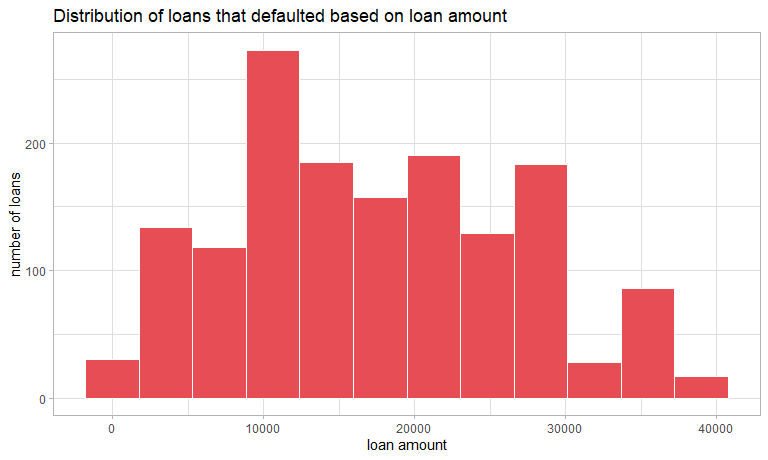 Distribution of loans that defaulted based on loan amount
number of loans
200
100
0
0 10000 20000 30000 40000
loan amount